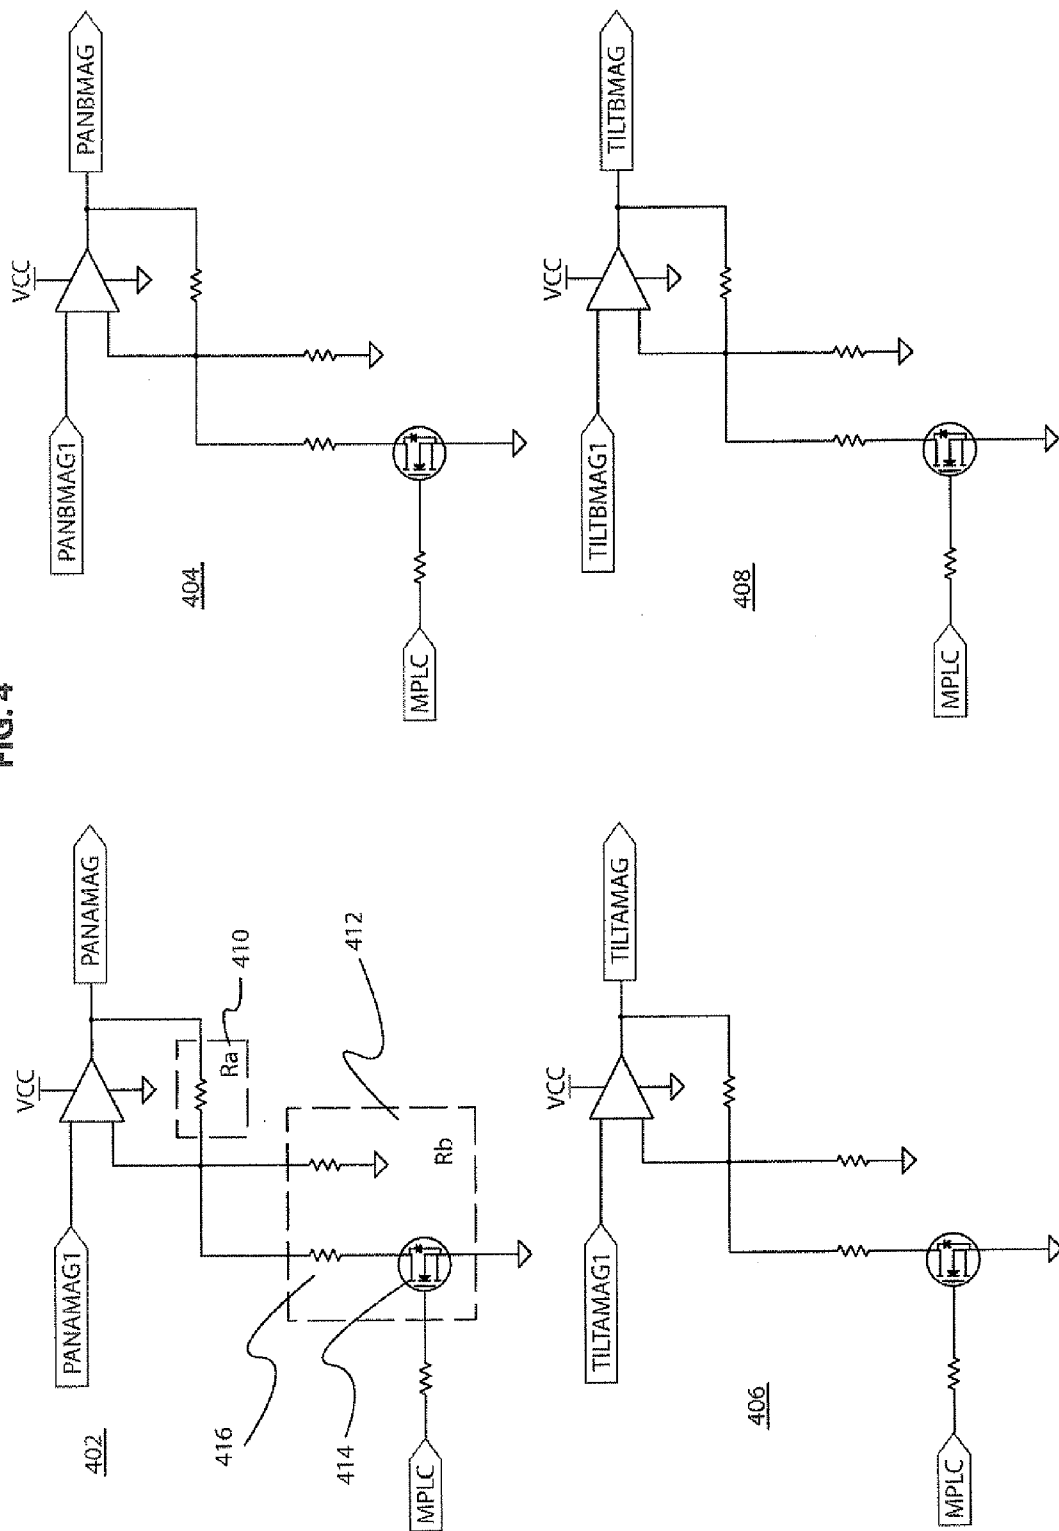 FIG. 4
402
PANAMAG1
VCC
PANAMAG
Ra
410
412
Rb
416
414
MPLC
404
PANBMAG1
VCC
PANBMAG
MPLC
406
TILTAMAG1
VCC
TILTAMAG
MPLC
408
TILTBMAG1
VCC
TILTBMAG
MPLC